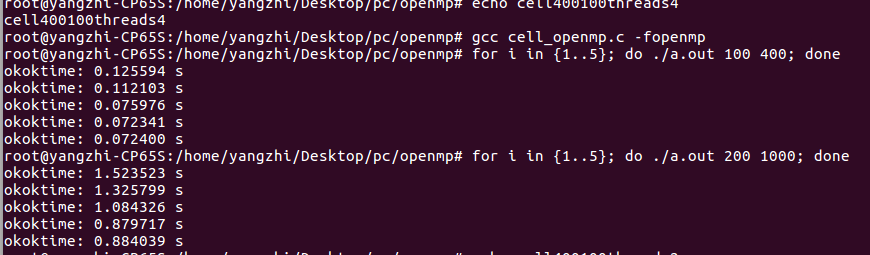 root@yangzhi-CP65S:/home/yangzhi/Desktop/pc/openmp# echo cell400100threads4
cell400100threads4
root@yangzhi-CP65S:/home/yangzhi/Desktop/pc/openmp# gcc cell_openmp.c -fopenmp
root@yangzhi-CP65S:/home/yangzhi/Desktop/pc/openmp# for i in {1..5}; do ./a.out 100 400; done
okoktime: 0.125594 s
okoktime: 0.112103 s
okoktime: 0.075976 s
okoktime: 0.072341 s
okoktime: 0.072400 s
root@yangzhi-CP65S:/home/yangzhi/Desktop/pc/openmp# for i in {1..5}; do ./a.out 200 1000; done
okoktime: 1.523523 s
okoktime: 1.325799 s
okoktime: 1.084326 s
okoktime: 0.879717 s
okoktime: 0.884039 s